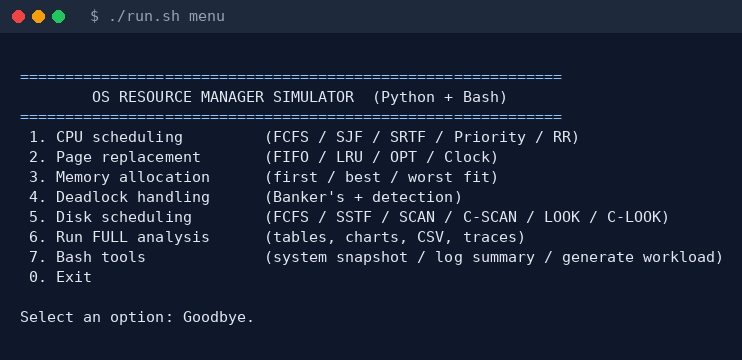 $ ./run.sh menu
============================================================
        OS RESOURCE MANAGER SIMULATOR  (Python + Bash)
============================================================
 1. CPU scheduling         (FCFS / SJF / SRTF / Priority / RR)
 2. Page replacement       (FIFO / LRU / OPT / Clock)
 3. Memory allocation      (first / best / worst fit)
 4. Deadlock handling      (Banker's + detection)
 5. Disk scheduling        (FCFS / SSTF / SCAN / C-SCAN / LOOK / C-LOOK)
 6. Run FULL analysis      (tables, charts, CSV, traces)
 7. Bash tools             (system snapshot / log summary / generate workload)
 0. Exit
Select an option: Goodbye.